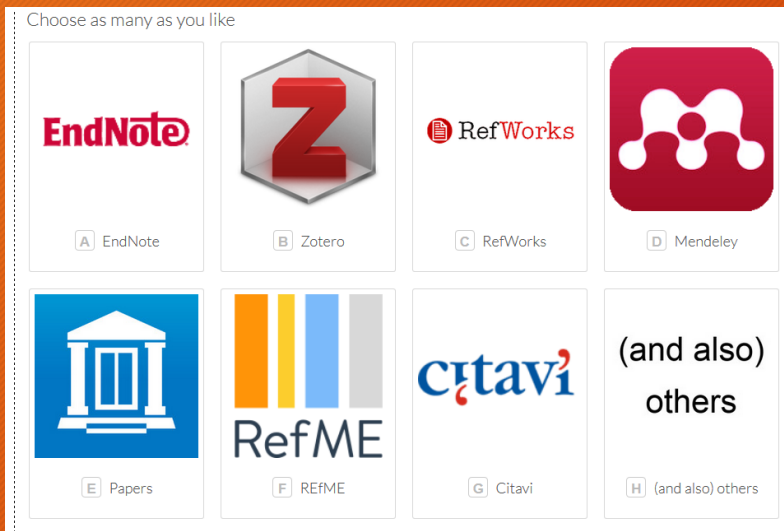 Choose as many as you like
EndNote
Z
RefWorks
A EndNote
B Zotero
C RefWorks
D Mendeley
RefME
cıtavi
(and also)
others
E Papers
F REfME
G Citavi
H (and also) others